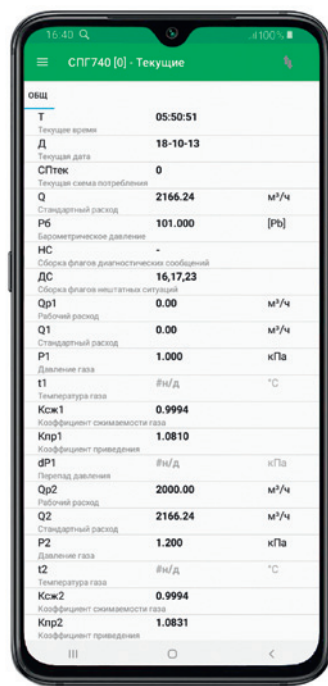 16:40
100%
СПГ740 [0] - Текущие
ОБЩ
Т 05:50:51
Текущее время
Д 18-10-13
Текущая дата
СПтек 0
Текущая схема потребления
Q 2166.24 м³/ч
Стандартный расход
Рб 101.000 [Pb]
Барометрическое давление
НС -
Сборка флагов диагностических сообщений
ДС 16,17,23
Сборка флагов нештатных ситуаций
Qp1 0.00 м³/ч
Рабочий расход
Q1 0.00 м³/ч
Стандартный расход
P1 1.000 кПа
Давление газа
t1 #н/д °C
Температура газа
Ксж1 0.9994
Коэффициент сжимаемости газа
Кпр1 1.0810
Коэффициент приведения
dP1 #н/д кПа
Перепад давления
Qp2 2000.00 м³/ч
Рабочий расход
Q2 2166.24 м³/ч
Стандартный расход
P2 1.200 кПа
Давление газа
t2 #н/д °C
Температура газа
Ксж2 0.9994
Коэффициент сжимаемости газа
Кпр2 1.0831
Коэффициент приведения